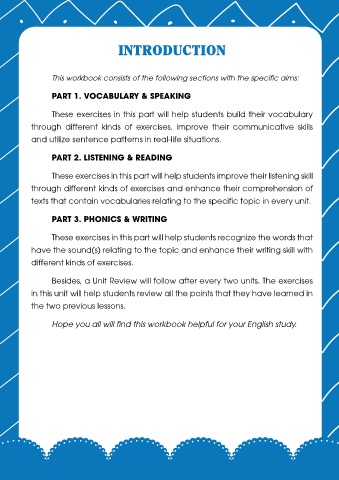 INTRODUCTION
This workbook consists of the following sections with the specific aims:
PART 1. VOCABULARY & SPEAKING
These exercises in this part will help students build their vocabulary
through different kinds of exercises, improve their communicative skills
and utilize sentence patterns in real-life situations.
PART 2. LISTENING & READING
These exercises in this part will help students improve their listening skill
through different kinds of exercises and enhance their comprehension of
texts that contain vocabularies relating to the specific topic in every unit.
PART 3. PHONICS & WRITING
These exercises in this part will help students recognize the words that
have the sound(s) relating to the topic and enhance their writing skill with
different kinds of exercises.
Besides, a Unit Review will follow after every two units. The exercises
in this unit will help students review all the points that they have learned in
the two previous lessons.
Hope you all will find this workbook helpful for your English study.